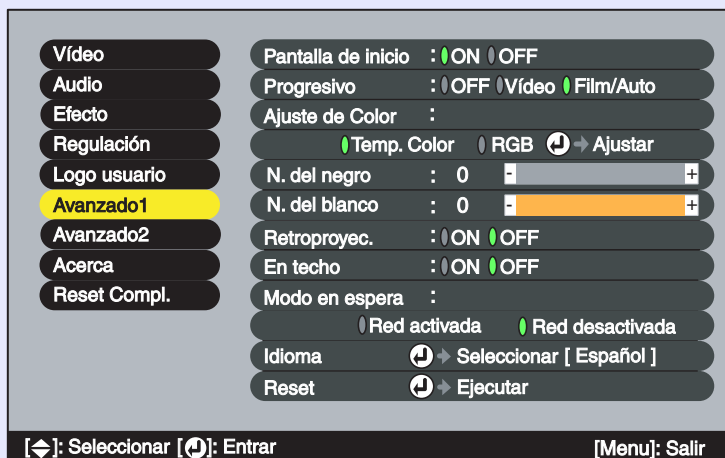 Vídeo
Audio
Efecto
Regulación
Logo usuario
Avanzado1
Avanzado2
Acerca
Reset Compl.
Pantalla de inicio : ON OFF
Progresivo : OFF Vídeo Film/Auto
Ajuste de Color :
Temp. Color RGB Ajustar
N. del negro : 0 - +
N. del blanco : 0 - +
Retroproyec. : ON OFF
En techo : ON OFF
Modo en espera :
Red activada Red desactivada
Idioma Seleccionar [ Español ]
Reset Ejecutar
[ ]: Seleccionar [ ]: Entrar [Menu]: Salir